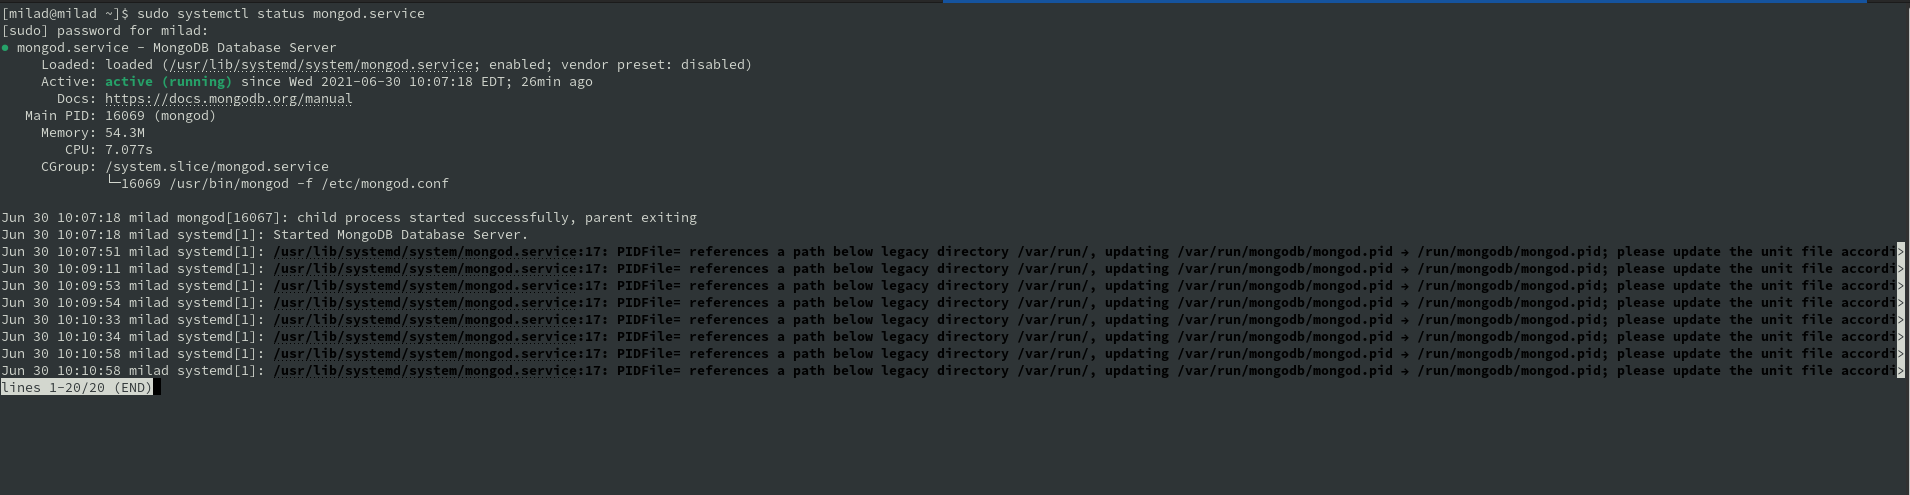 [milad@milad ~]$ sudo systemctl status mongod.service
[sudo] password for milad:
● mongod.service - MongoDB Database Server
     Loaded: loaded (/usr/lib/systemd/system/mongod.service; enabled; vendor preset: disabled)
     Active: active (running) since Wed 2021-06-30 10:07:18 EDT; 26min ago
       Docs: https://docs.mongodb.org/manual
   Main PID: 16069 (mongod)
     Memory: 54.3M
        CPU: 7.077s
     CGroup: /system.slice/mongod.service
             └─16069 /usr/bin/mongod -f /etc/mongod.conf

Jun 30 10:07:18 milad mongod[16067]: child process started successfully, parent exiting
Jun 30 10:07:18 milad systemd[1]: Started MongoDB Database Server.
Jun 30 10:07:51 milad systemd[1]: /usr/lib/systemd/system/mongod.service:17: PIDFile= references a path below legacy directory /var/run/, updating /var/run/mongodb/mongod.pid → /run/mongodb/mongod.pid; please update the unit file accordi>
Jun 30 10:09:11 milad systemd[1]: /usr/lib/systemd/system/mongod.service:17: PIDFile= references a path below legacy directory /var/run/, updating /var/run/mongodb/mongod.pid → /run/mongodb/mongod.pid; please update the unit file accordi>
Jun 30 10:09:53 milad systemd[1]: /usr/lib/systemd/system/mongod.service:17: PIDFile= references a path below legacy directory /var/run/, updating /var/run/mongodb/mongod.pid → /run/mongodb/mongod.pid; please update the unit file accordi>
Jun 30 10:09:54 milad systemd[1]: /usr/lib/systemd/system/mongod.service:17: PIDFile= references a path below legacy directory /var/run/, updating /var/run/mongodb/mongod.pid → /run/mongodb/mongod.pid; please update the unit file accordi>
Jun 30 10:10:33 milad systemd[1]: /usr/lib/systemd/system/mongod.service:17: PIDFile= references a path below legacy directory /var/run/, updating /var/run/mongodb/mongod.pid → /run/mongodb/mongod.pid; please update the unit file accordi>
Jun 30 10:10:34 milad systemd[1]: /usr/lib/systemd/system/mongod.service:17: PIDFile= references a path below legacy directory /var/run/, updating /var/run/mongodb/mongod.pid → /run/mongodb/mongod.pid; please update the unit file accordi>
Jun 30 10:10:58 milad systemd[1]: /usr/lib/systemd/system/mongod.service:17: PIDFile= references a path below legacy directory /var/run/, updating /var/run/mongodb/mongod.pid → /run/mongodb/mongod.pid; please update the unit file accordi>
Jun 30 10:10:58 milad systemd[1]: /usr/lib/systemd/system/mongod.service:17: PIDFile= references a path below legacy directory /var/run/, updating /var/run/mongodb/mongod.pid → /run/mongodb/mongod.pid; please update the unit file accordi>
lines 1-20/20 (END)